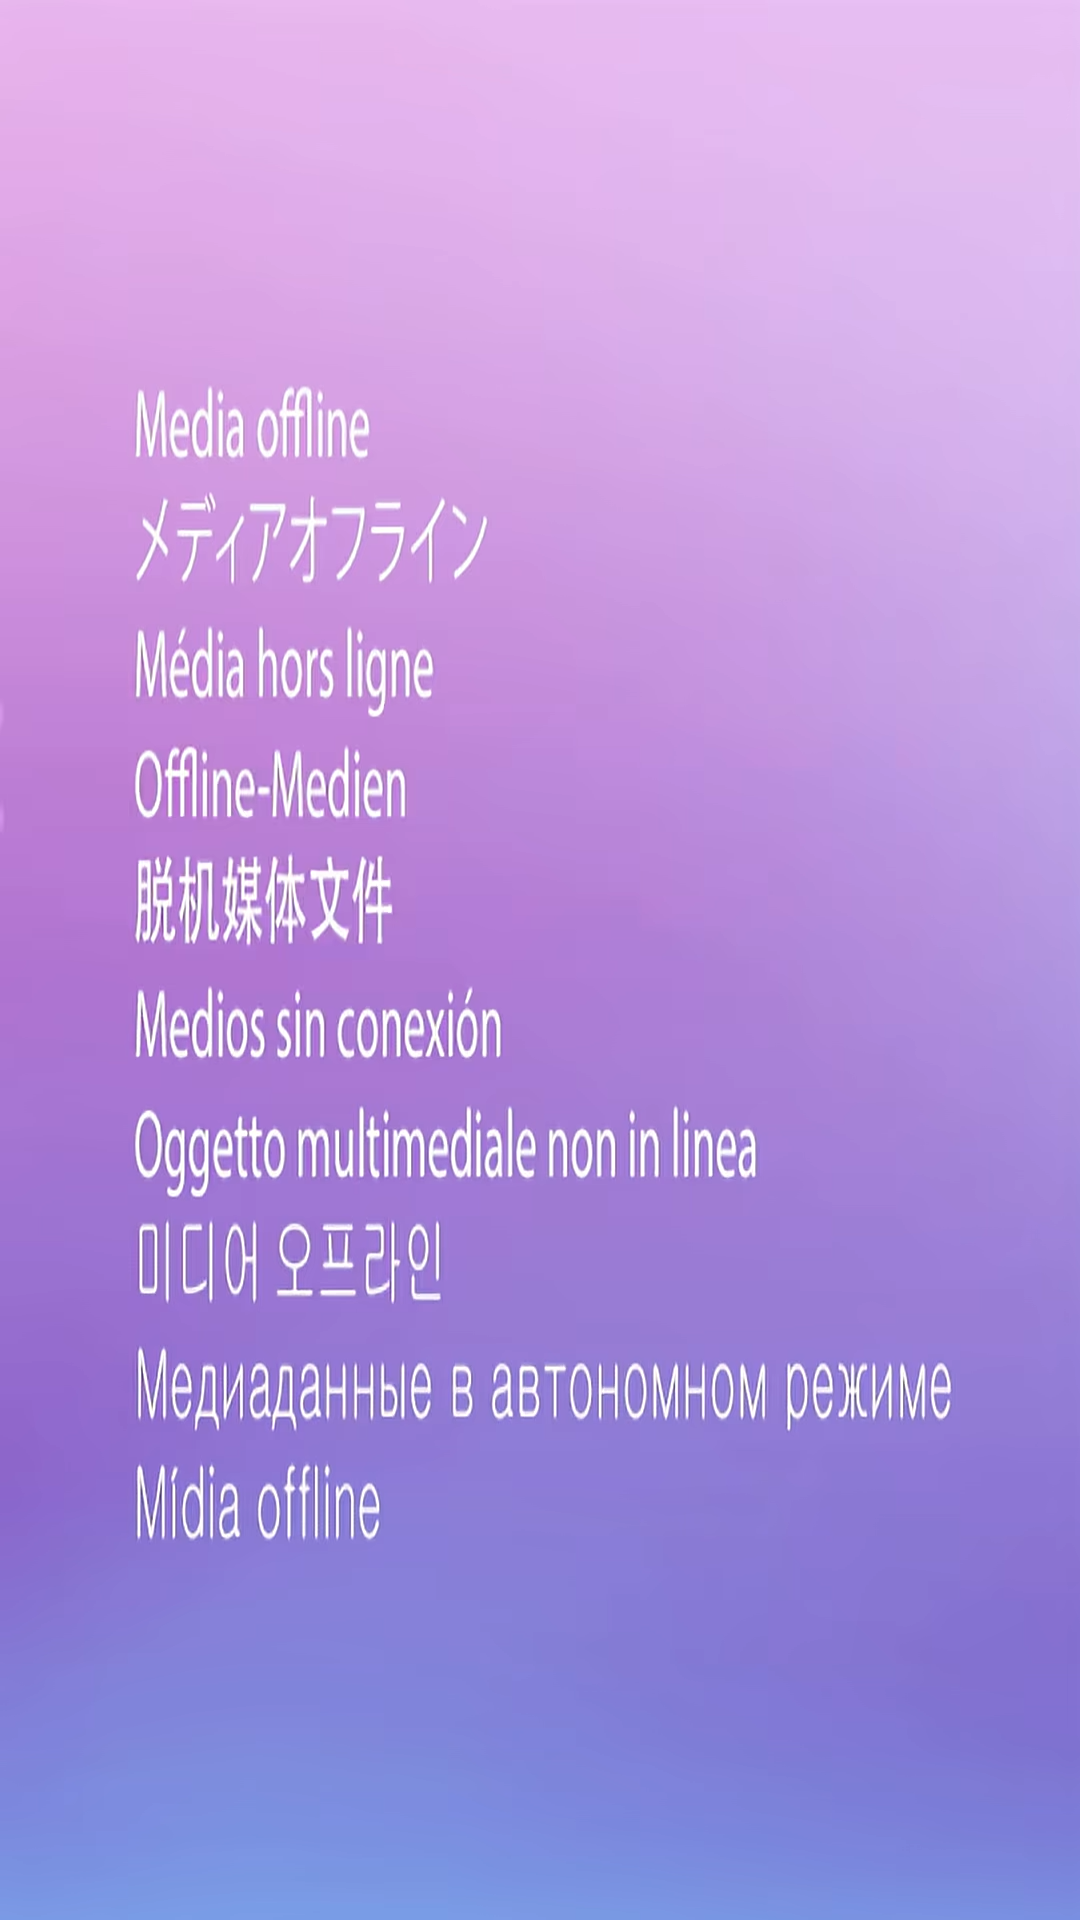 Media offline
メディアオフライン
Média hors ligne
Offline-Medien
脱机媒体文件
Medios sin conexión
Oggetto multimediale non in linea
미디어 오프라인
Медиаданные в автономном режиме
Mídia offline